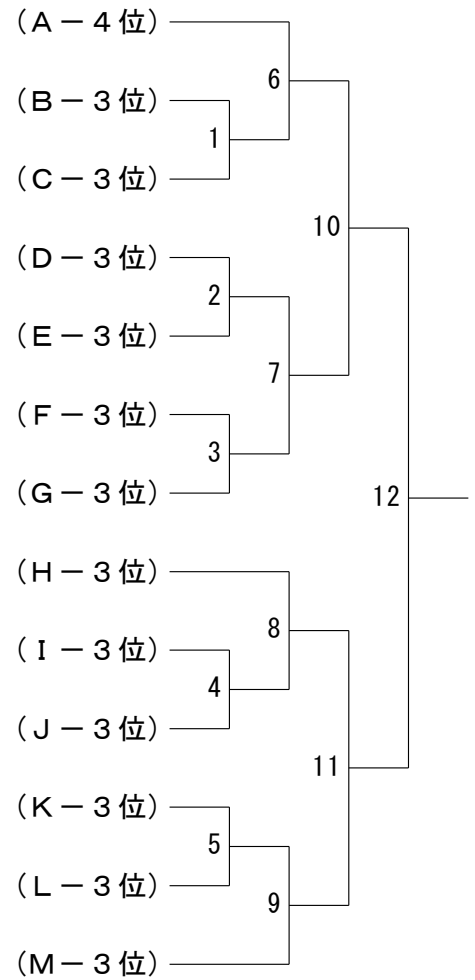 （Ａ－４位）
6
（Ｂ－３位）
1
（Ｃ－３位）
10
（Ｄ－３位）
2
（Ｅ－３位）
7
（Ｆ－３位）
3
（Ｇ－３位）
12
（Ｈ－３位）
8
（Ｉ－３位）
4
（Ｊ－３位）
11
（Ｋ－３位）
5
（Ｌ－３位）
9
（Ｍ－３位）